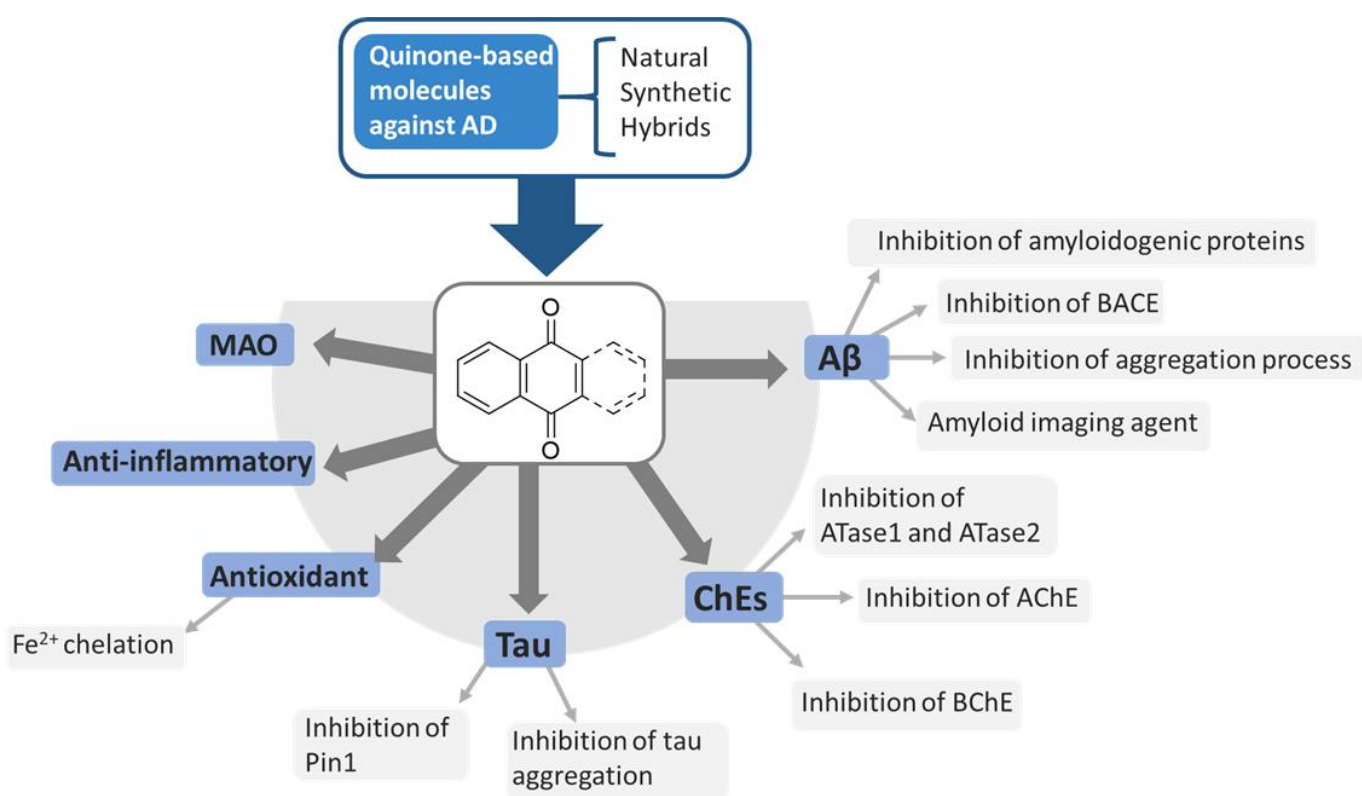 Quinone-based
molecules
against AD
Natural
Synthetic
Hybrids
O
O
MAO
Anti-inflammatory
Antioxidant
Fe²⁺ chelation
Tau
Inhibition of
Pin1
Inhibition of tau
aggregation
ChEs
Inhibition of
ATase1 and ATase2
Inhibition of AChE
Inhibition of BChE
Aβ
Inhibition of amyloidogenic proteins
Inhibition of BACE
Inhibition of aggregation process
Amyloid imaging agent